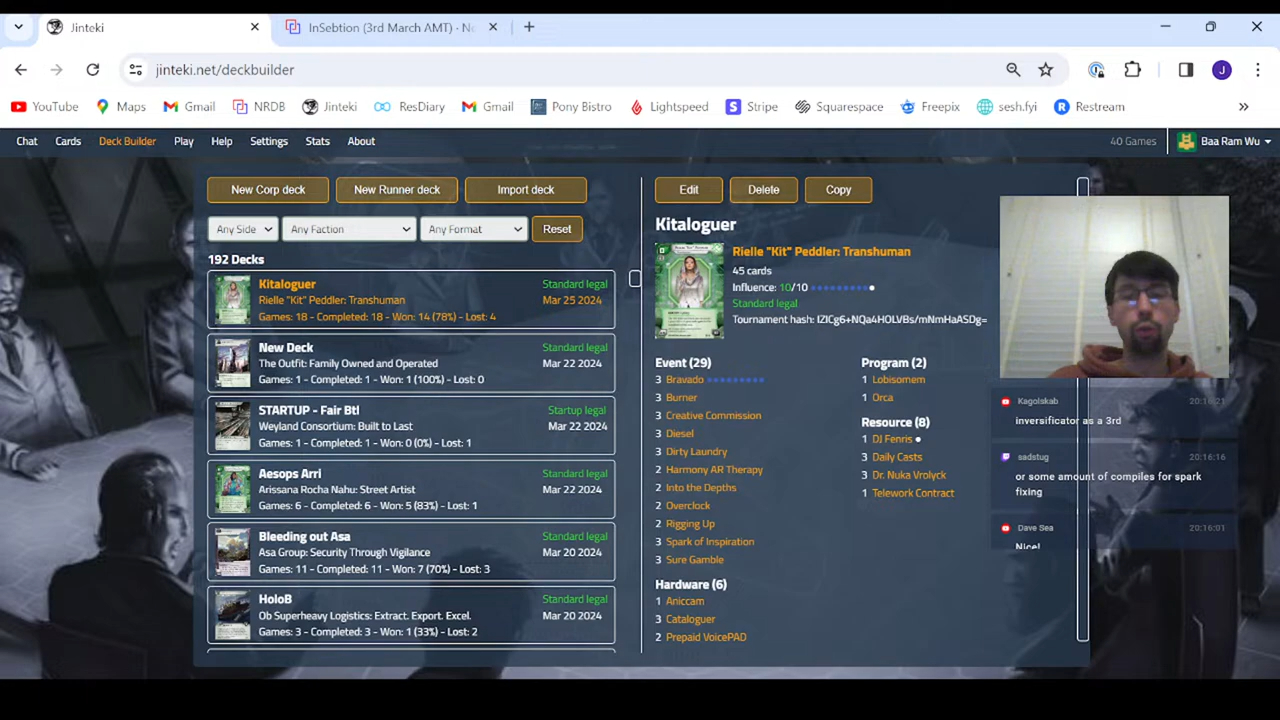 Jinteki
InSebtion (3rd March AMT) - Ne
jinteki.net/deckbuilder
J
YouTube
Maps
Gmail
NRDB
Jinteki
ResDiary
Gmail
Pony Bistro
Lightspeed
Stripe
Squarespace
Freepix
sesh.fyi
Restream
Chat Cards Deck Builder Play Help Settings Stats About
40 Games
Baa Ram Wu
New Corp deck
New Runner deck
Import deck
Any Side
Any Faction
Any Format
Reset
192 Decks
Kitaloguer Standard legal
Rielle "Kit" Peddler: Transhuman Mar 25 2024
Games: 18 - Completed: 18 - Won: 14 (78%) - Lost: 4
New Deck Standard legal
The Outfit: Family Owned and Operated Mar 22 2024
Games: 1 - Completed: 1 - Won: 1 (100%) - Lost: 0
STARTUP - Fair Btl Startup legal
Weyland Consortium: Built to Last Mar 22 2024
Games: 1 - Completed: 1 - Won: 0 (0%) - Lost: 1
Aesops Arri Standard legal
Arissana Rocha Nahu: Street Artist Mar 22 2024
Games: 6 - Completed: 6 - Won: 5 (83%) - Lost: 1
Bleeding out Asa Standard legal
Asa Group: Security Through Vigilance Mar 20 2024
Games: 11 - Completed: 11 - Won: 7 (70%) - Lost: 3
HoloB Standard legal
Ob Superheavy Logistics: Extract. Export. Excel. Mar 20 2024
Games: 3 - Completed: 3 - Won: 1 (33%) - Lost: 2
Edit
Delete
Copy
Kitaloguer
Rielle "Kit" Peddler: Transhuman
45 cards
Influence: 10/10
Standard legal
Tournament hash: IZICg6+NQa4HOLVBs/mNmHaASDg=
Event (29)
3 Bravado
3 Burner
3 Creative Commission
3 Diesel
3 Dirty Laundry
2 Harmony AR Therapy
2 Into the Depths
2 Overclock
2 Rigging Up
3 Spark of Inspiration
3 Sure Gamble
Hardware (6)
1 Aniccam
3 Cataloguer
2 Prepaid VoicePAD
Program (2)
1 Lobisomem
1 Orca
Resource (8)
1 DJ Fenris
3 Daily Casts
3 Dr. Nuka Vrolyck
1 Telework Contract
Kagolskab 20:16:21
inversificator as a 3rd
sadstug 20:16:16
or some amount of compiles for spark
fixing
Dave Sea 20:16:01
Nice!